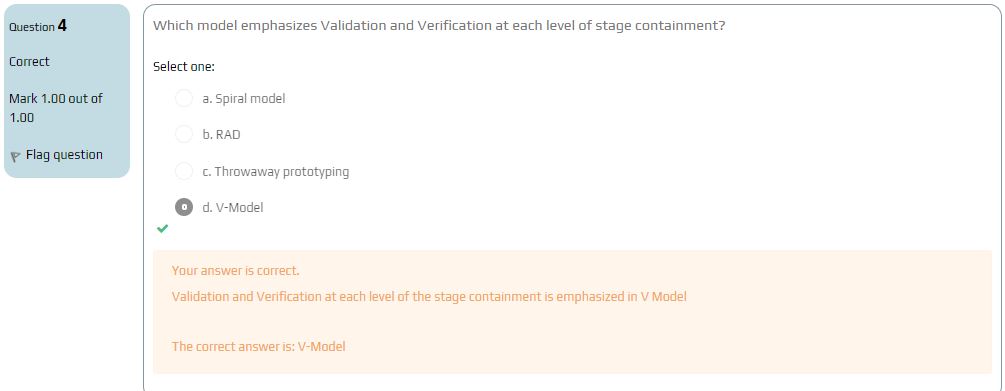 Question 4
Correct
Mark 1.00 out of
1.00
Flag question
Which model emphasizes Validation and Verification at each level of stage containment?
Select one:
a. Spiral model
b. RAD
c. Throwaway prototyping
d. V-Model
Your answer is correct.
Validation and Verification at each level of the stage containment is emphasized in V Model
The correct answer is: V-Model